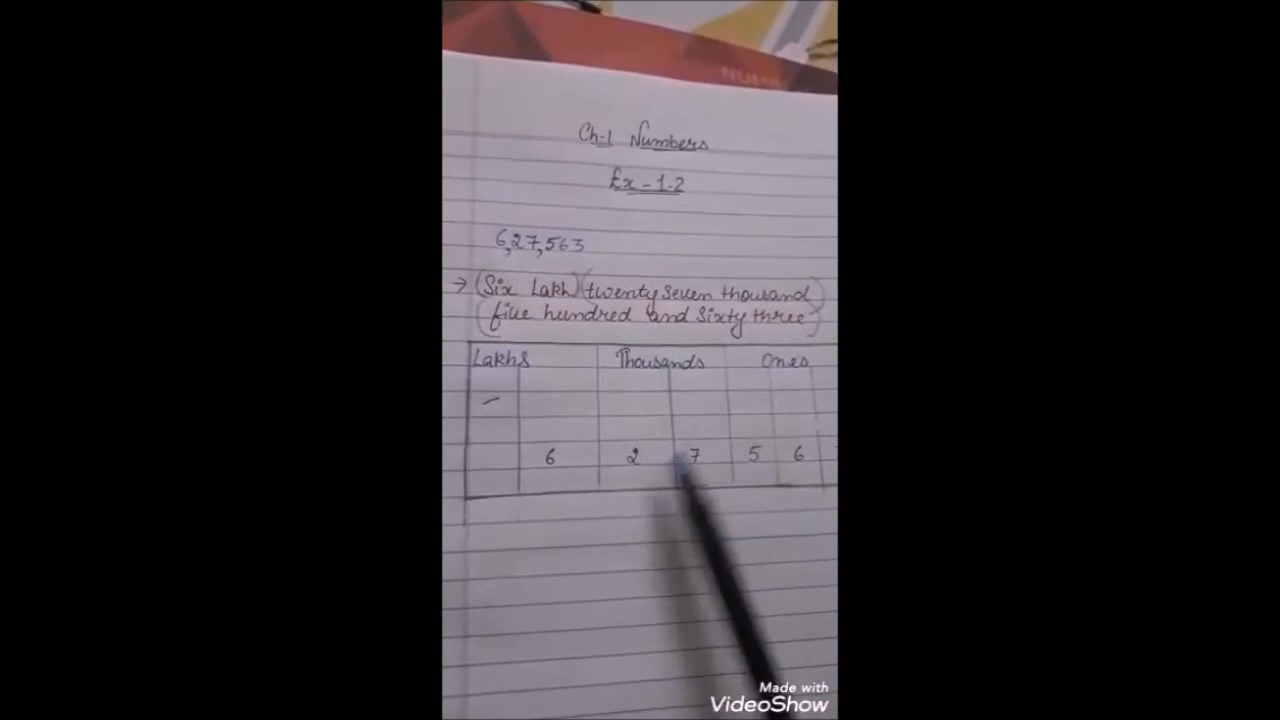 NUM
Ch-1 Numbers
Ex-1.2
6,27,563
→ (Six Lakh) (twenty seven thousand)
(five hundred and sixty three)
Lakhs Thousands Ones
-
6 2 7 5 6
Made with
VideoShow